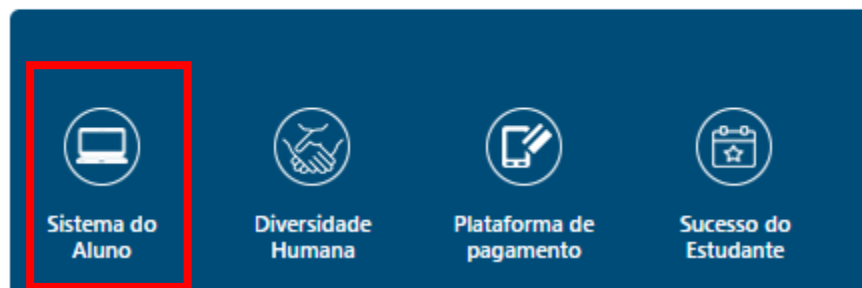 Sistema do
Aluno
Diversidade
Humana
Plataforma de
pagamento
Sucesso do
Estudante